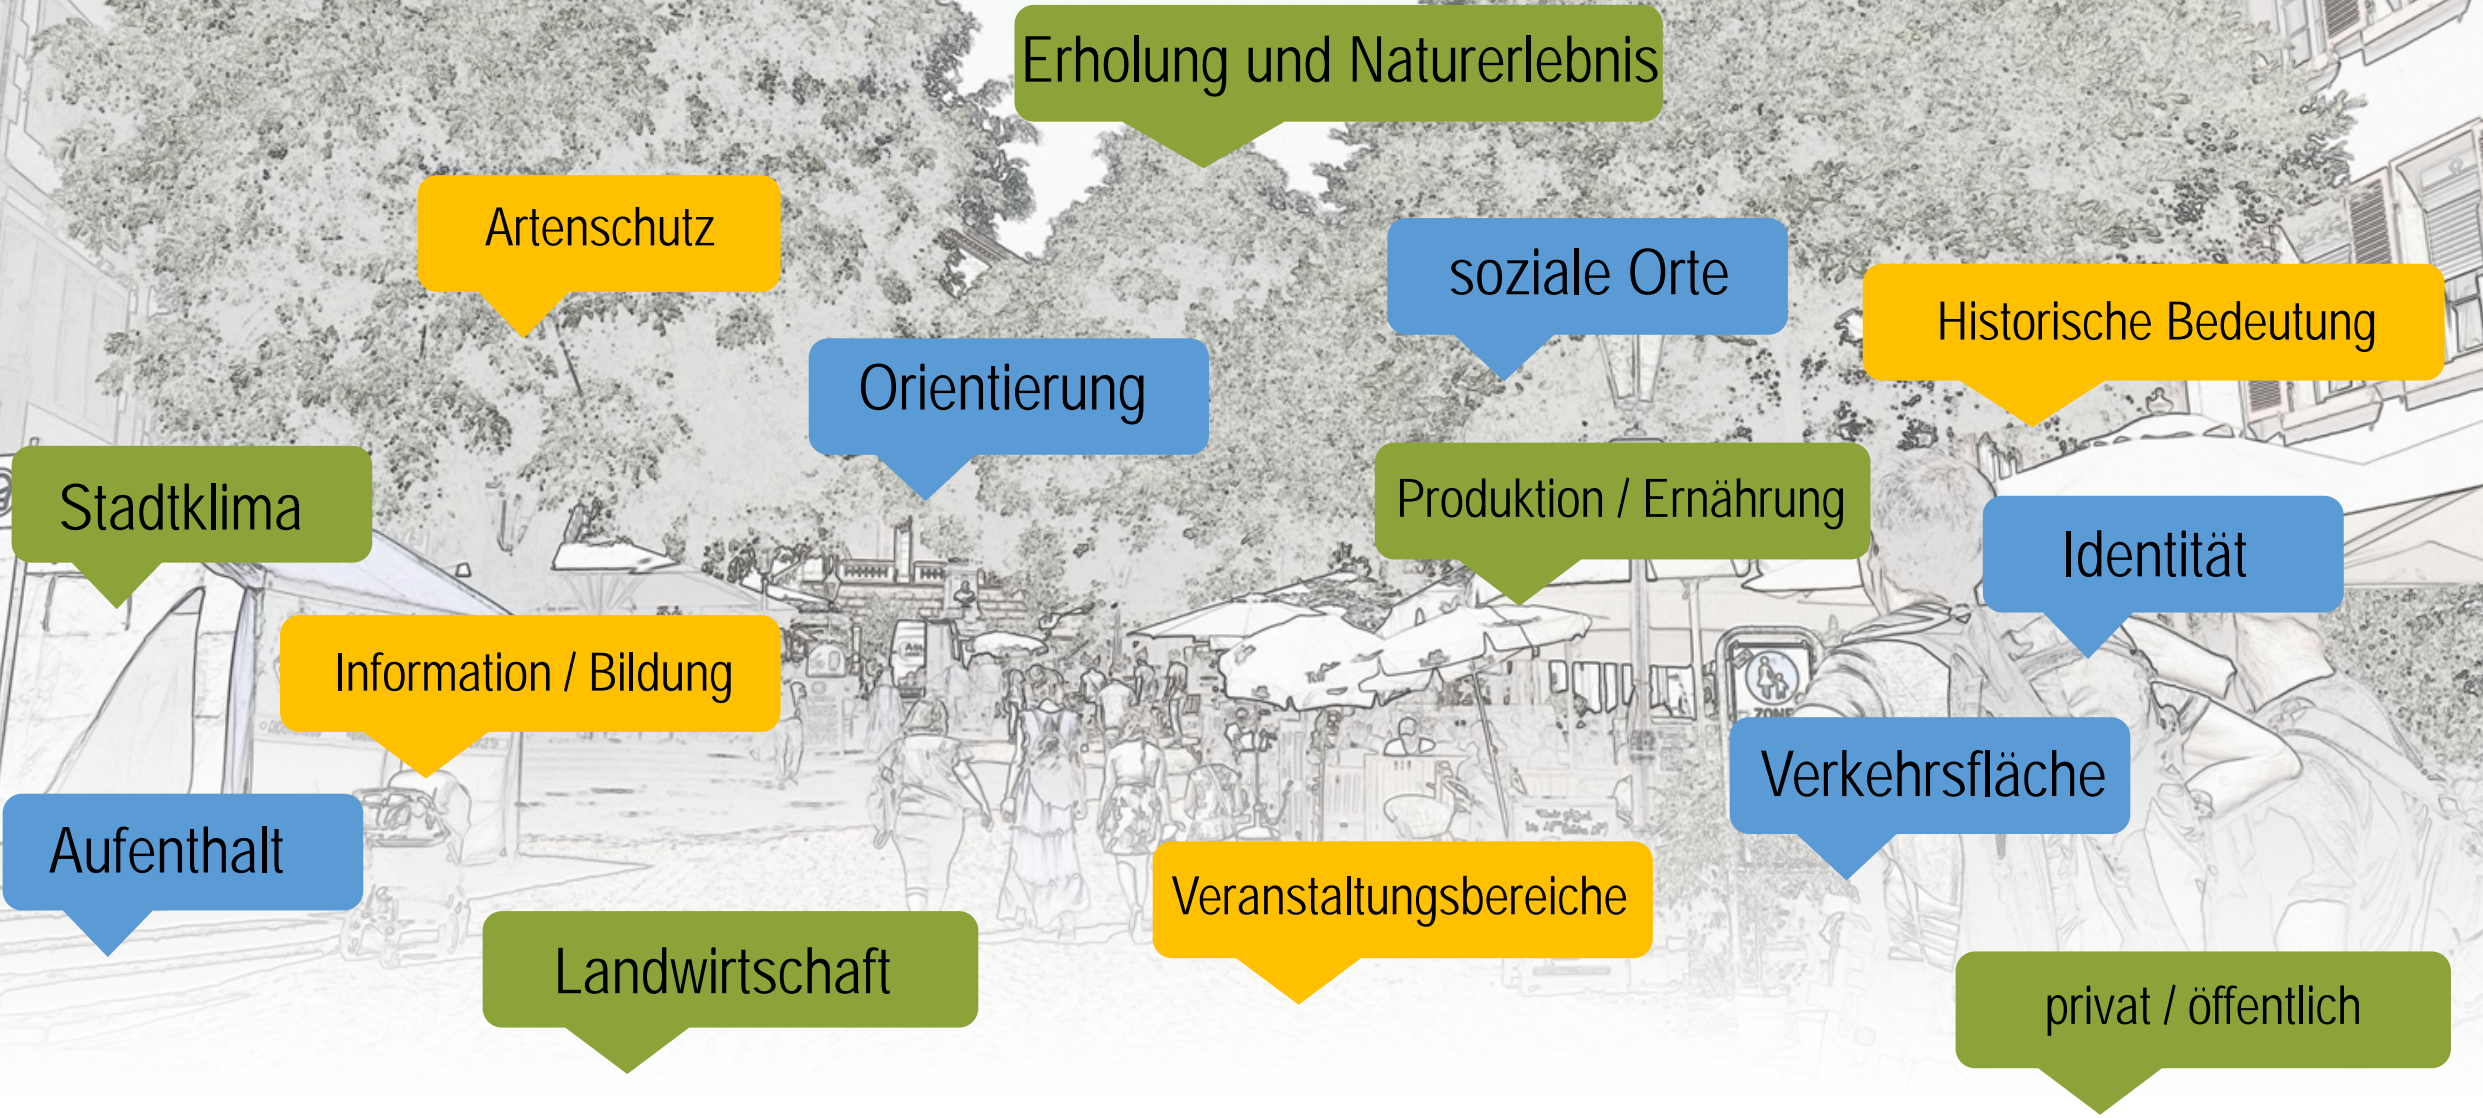 Erholung und Naturerlebnis
Artenschutz
soziale Orte
Historische Bedeutung
Orientierung
Stadtklima
Produktion / Ernährung
Identität
Information / Bildung
ZONE
Verkehrsfläche
Aufenthalt
Veranstaltungsbereiche
Landwirtschaft
privat / öffentlich